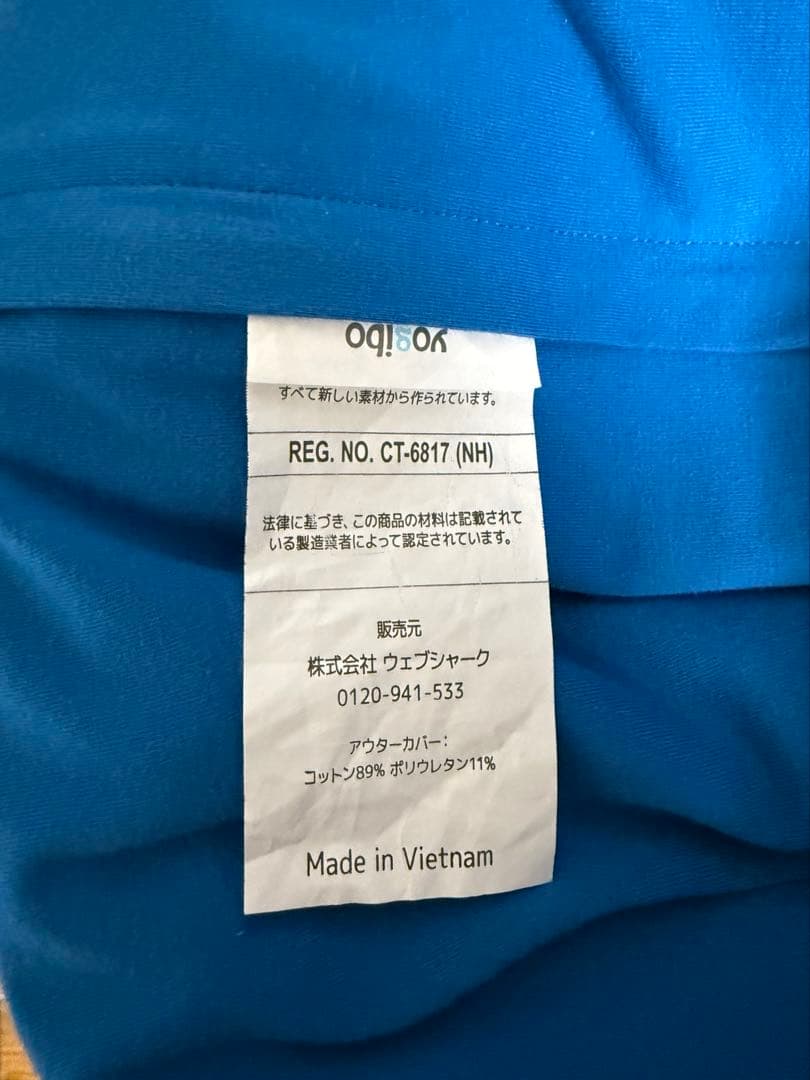 yogibo
すべて新しい素材から作られています。
REG. NO. CT-6817 (NH)
法律に基づき、この商品の材料は記載されて
いる製造業者によって認定されています。
販売元
株式会社 ウェブシャーク
0120-941-533
アウターカバー:
コットン89% ポリウレタン11%
Made in Vietnam